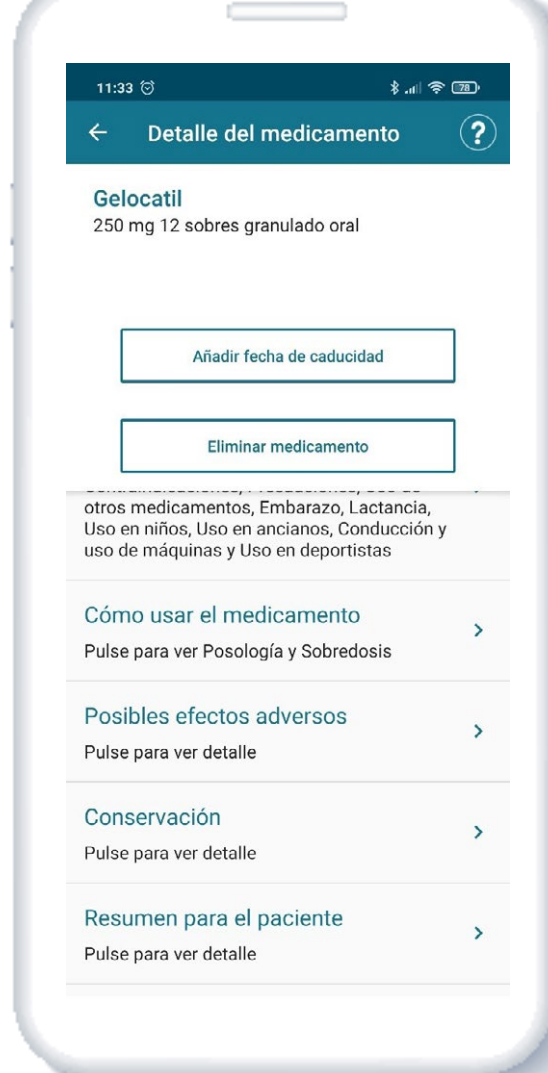 11:33
78
Detalle del medicamento
?
Gelocatil
250 mg 12 sobres granulado oral
Añadir fecha de caducidad
Eliminar medicamento
otros medicamentos, Embarazo, Lactancia,
Uso en niños, Uso en ancianos, Conducción y
uso de máquinas y Uso en deportistas
Cómo usar el medicamento
Pulse para ver Posología y Sobredosis
Posibles efectos adversos
Pulse para ver detalle
Conservación
Pulse para ver detalle
Resumen para el paciente
Pulse para ver detalle